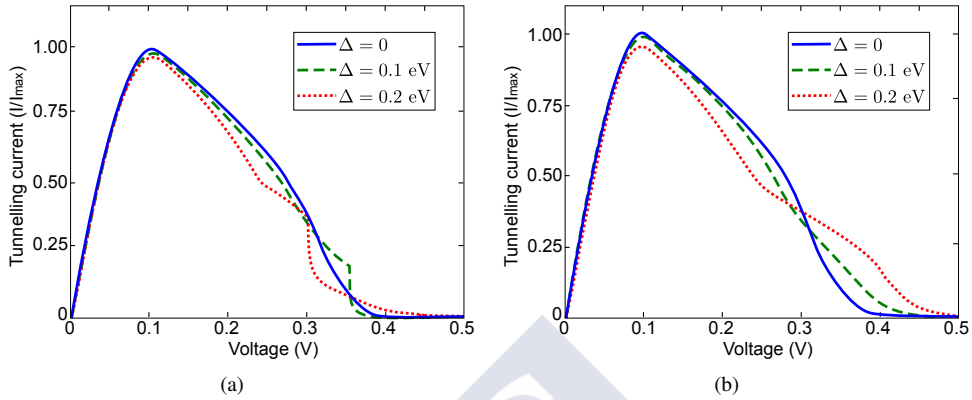 1.00
0.75
0.50
0.25
0
Tunnelling current (I/Imax)
Δ = 0
Δ = 0.1 eV
Δ = 0.2 eV
0 0.1 0.2 0.3 0.4 0.5
Voltage (V)
(a)
1.00
0.75
0.50
0.25
0
Tunnelling current (I/Imax)
Δ = 0
Δ = 0.1 eV
Δ = 0.2 eV
0 0.1 0.2 0.3 0.4 0.5
Voltage (V)
(b)